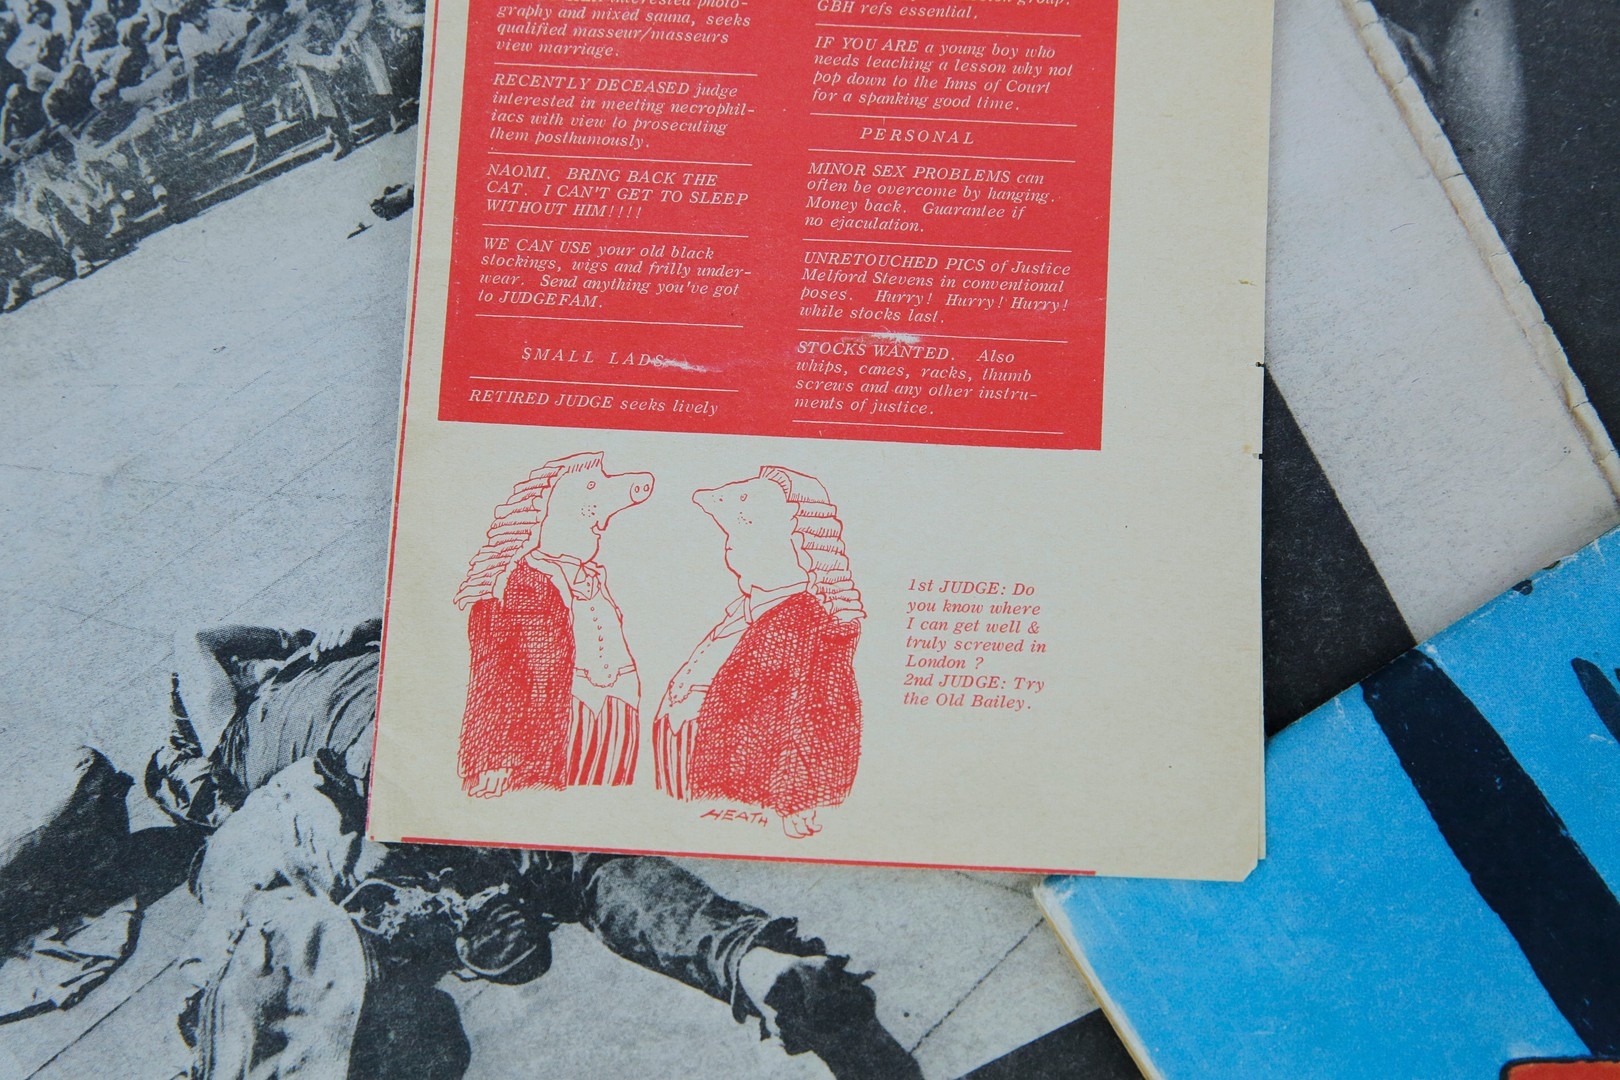 interested photo-
graphy and mixed sauna, seeks
qualified masseur/masseurs
view marriage.
RECENTLY DECEASED judge
interested in meeting necrophil-
iacs with view to prosecuting
them posthumously.
NAOMI. BRING BACK THE
CAT. I CAN'T GET TO SLEEP
WITHOUT HIM!!!!
WE CAN USE your old black
stockings, wigs and frilly under-
wear. Send anything you've got
to JUDGEFAM.
SMALL LADS
RETIRED JUDGE seeks lively
group.
GBH refs essential.
IF YOU ARE a young boy who
needs teaching a lesson why not
pop down to the Inns of Court
for a spanking good time.
PERSONAL
MINOR SEX PROBLEMS can
often be overcome by hanging.
Money back. Guarantee if
no ejaculation.
UNRETOUCHED PICS of Justice
Melford Stevens in conventional
poses. Hurry! Hurry! Hurry!
while stocks last.
STOCKS WANTED. Also
whips, canes, racks, thumb
screws and any other instru-
ments of justice.
1st JUDGE: Do
you know where
I can get well &
truly screwed in
London ?
2nd JUDGE: Try
the Old Bailey.
HEATH